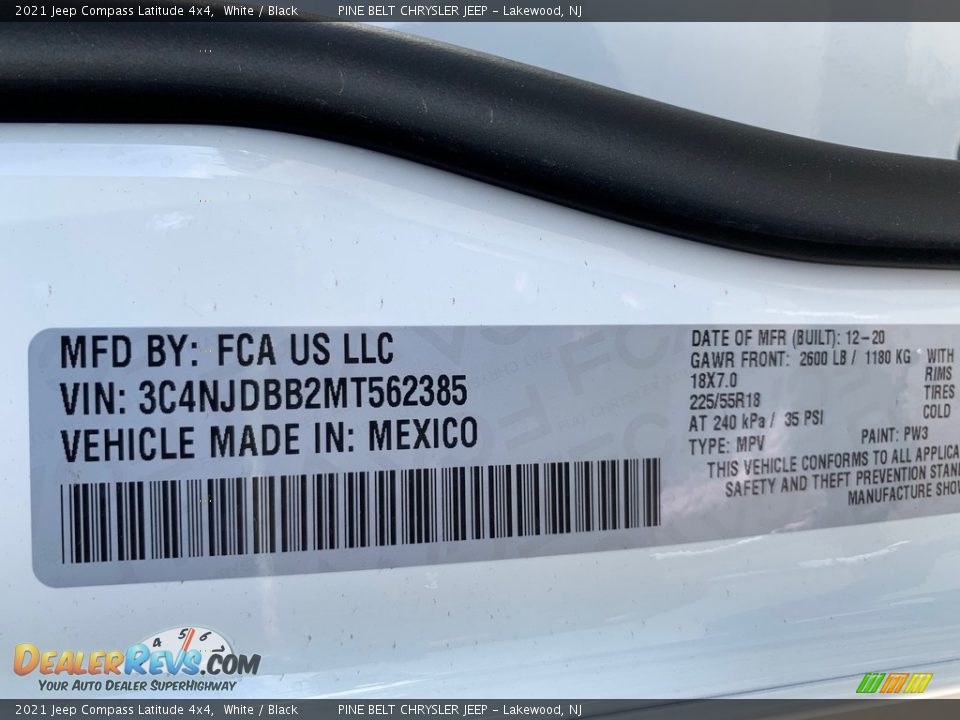 2021 Jeep Compass Latitude 4x4, White / Black PINE BELT CHRYSLER JEEP - Lakewood, NJ
MFD BY: FCA US LLC
VIN: 3C4NJDBB2MT562385
VEHICLE MADE IN: MEXICO
DATE OF MFR (BUILT): 12-20
GAWR FRONT: 2600 LB / 1180 KG WITH
18X7.0 RIMS
225/55R18 TIRES
AT 240 kPa / 35 PSI COLD
TYPE: MPV PAINT: PW3
THIS VEHICLE CONFORMS TO ALL APPLICA
SAFETY AND THEFT PREVENTION STAN
MANUFACTURE SHO
4 5 6
DEALERREVS.COM
YOUR AUTO DEALER SUPERHIGHWAY
2021 Jeep Compass Latitude 4x4, White / Black PINE BELT CHRYSLER JEEP - Lakewood, NJ